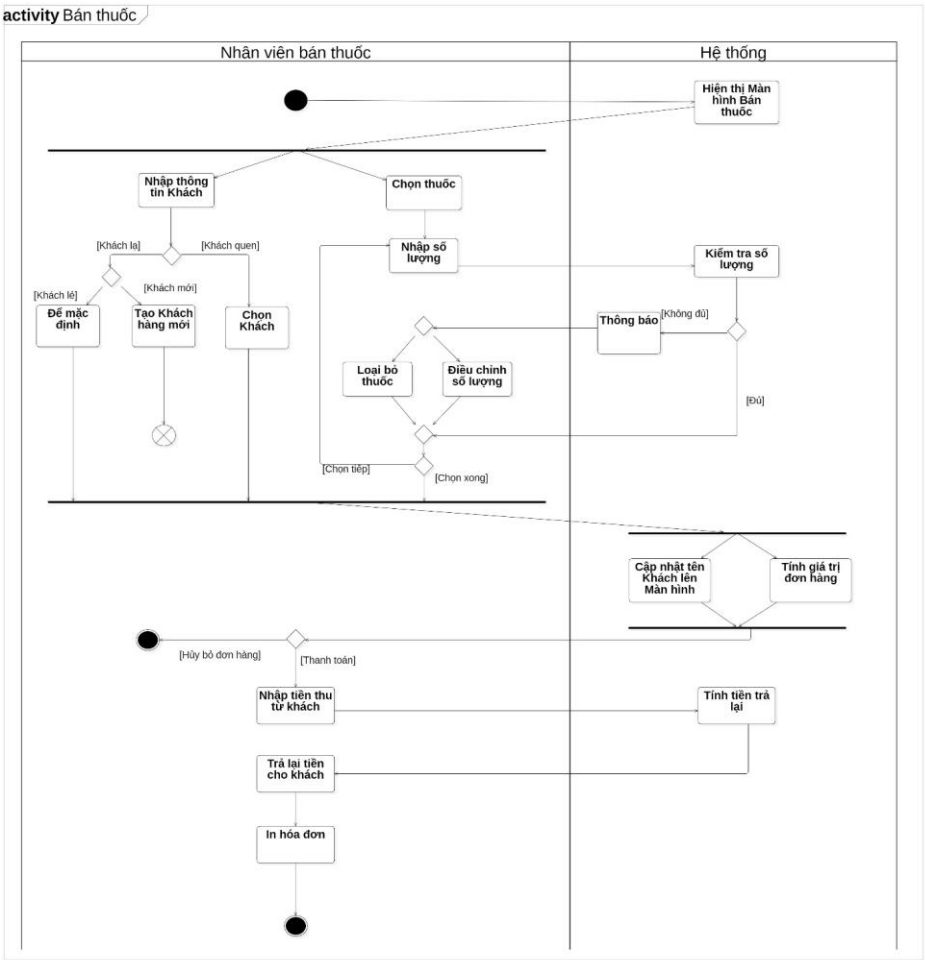 activity Bán thuốc
Nhân viên bán thuốc
Hệ thống
Hiện thị Màn
hình Bán
thuốc
Nhập thông
tin Khách
Chọn thuốc
[Khách lạ]
[Khách quen]
Nhập số
lượng
Kiểm tra số
lượng
[Khách lẻ]
[Khách mới]
Để mặc
định
Tạo Khách
hàng mới
Chọn
Khách
Thông báo
[Không đủ]
Loại bỏ
thuốc
Điều chỉnh
số lượng
[Đủ]
[Chọn tiếp]
[Chọn xong]
Cập nhật tên
Khách lên
Màn hình
Tính giá trị
đơn hàng
[Hủy bỏ đơn hàng]
[Thanh toán]
Nhập tiền thu
từ khách
Tính tiền trả
lại
Trả lại tiền
cho khách
In hóa đơn